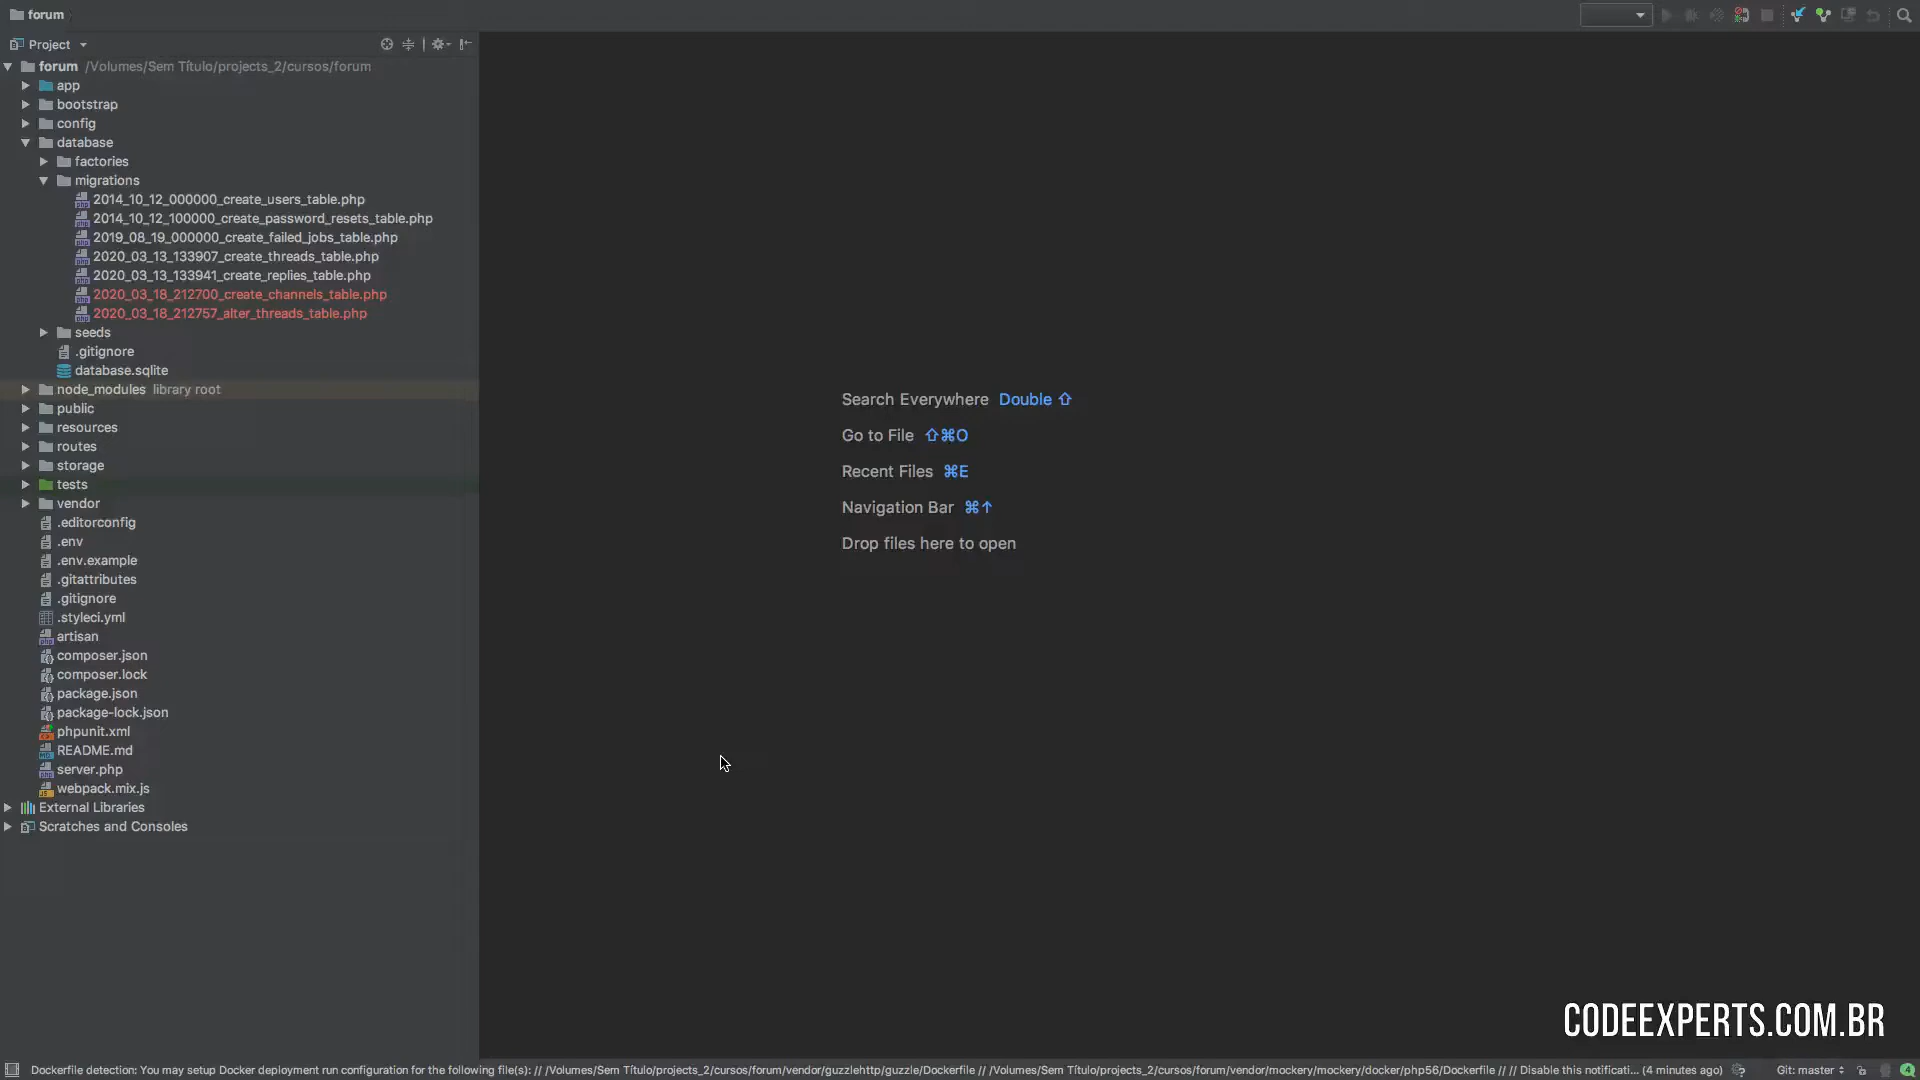 forum
Project
forum /Volumes/Sem Título/projects_2/cursos/forum
app
bootstrap
config
database
factories
migrations
2014_10_12_000000_create_users_table.php
2014_10_12_100000_create_password_resets_table.php
2019_08_19_000000_create_failed_jobs_table.php
2020_03_13_133907_create_threads_table.php
2020_03_13_133941_create_replies_table.php
2020_03_18_212700_create_channels_table.php
2020_03_18_212757_alter_threads_table.php
seeds
.gitignore
database.sqlite
node_modules library root
public
resources
routes
storage
tests
vendor
.editorconfig
.env
.env.example
.gitattributes
.gitignore
.styleci.yml
artisan
composer.json
composer.lock
package.json
package-lock.json
phpunit.xml
README.md
server.php
webpack.mix.js
External Libraries
Scratches and Consoles
Search Everywhere Double ⇧
Go to File ⇧⌘O
Recent Files ⌘E
Navigation Bar ⌘↑
Drop files here to open
CODEEXPERTS.COM.BR
Dockerfile detection: You may setup Docker deployment run configuration for the following file(s): // /Volumes/Sem Título/projects_2/cursos/forum/vendor/guzzlehttp/guzzle/Dockerfile // /Volumes/Sem Título/projects_2/cursos/forum/vendor/mockery/mockery/docker/php56/Dockerfile // // Disable this notificati... (4 minutes ago)
Git: master
4